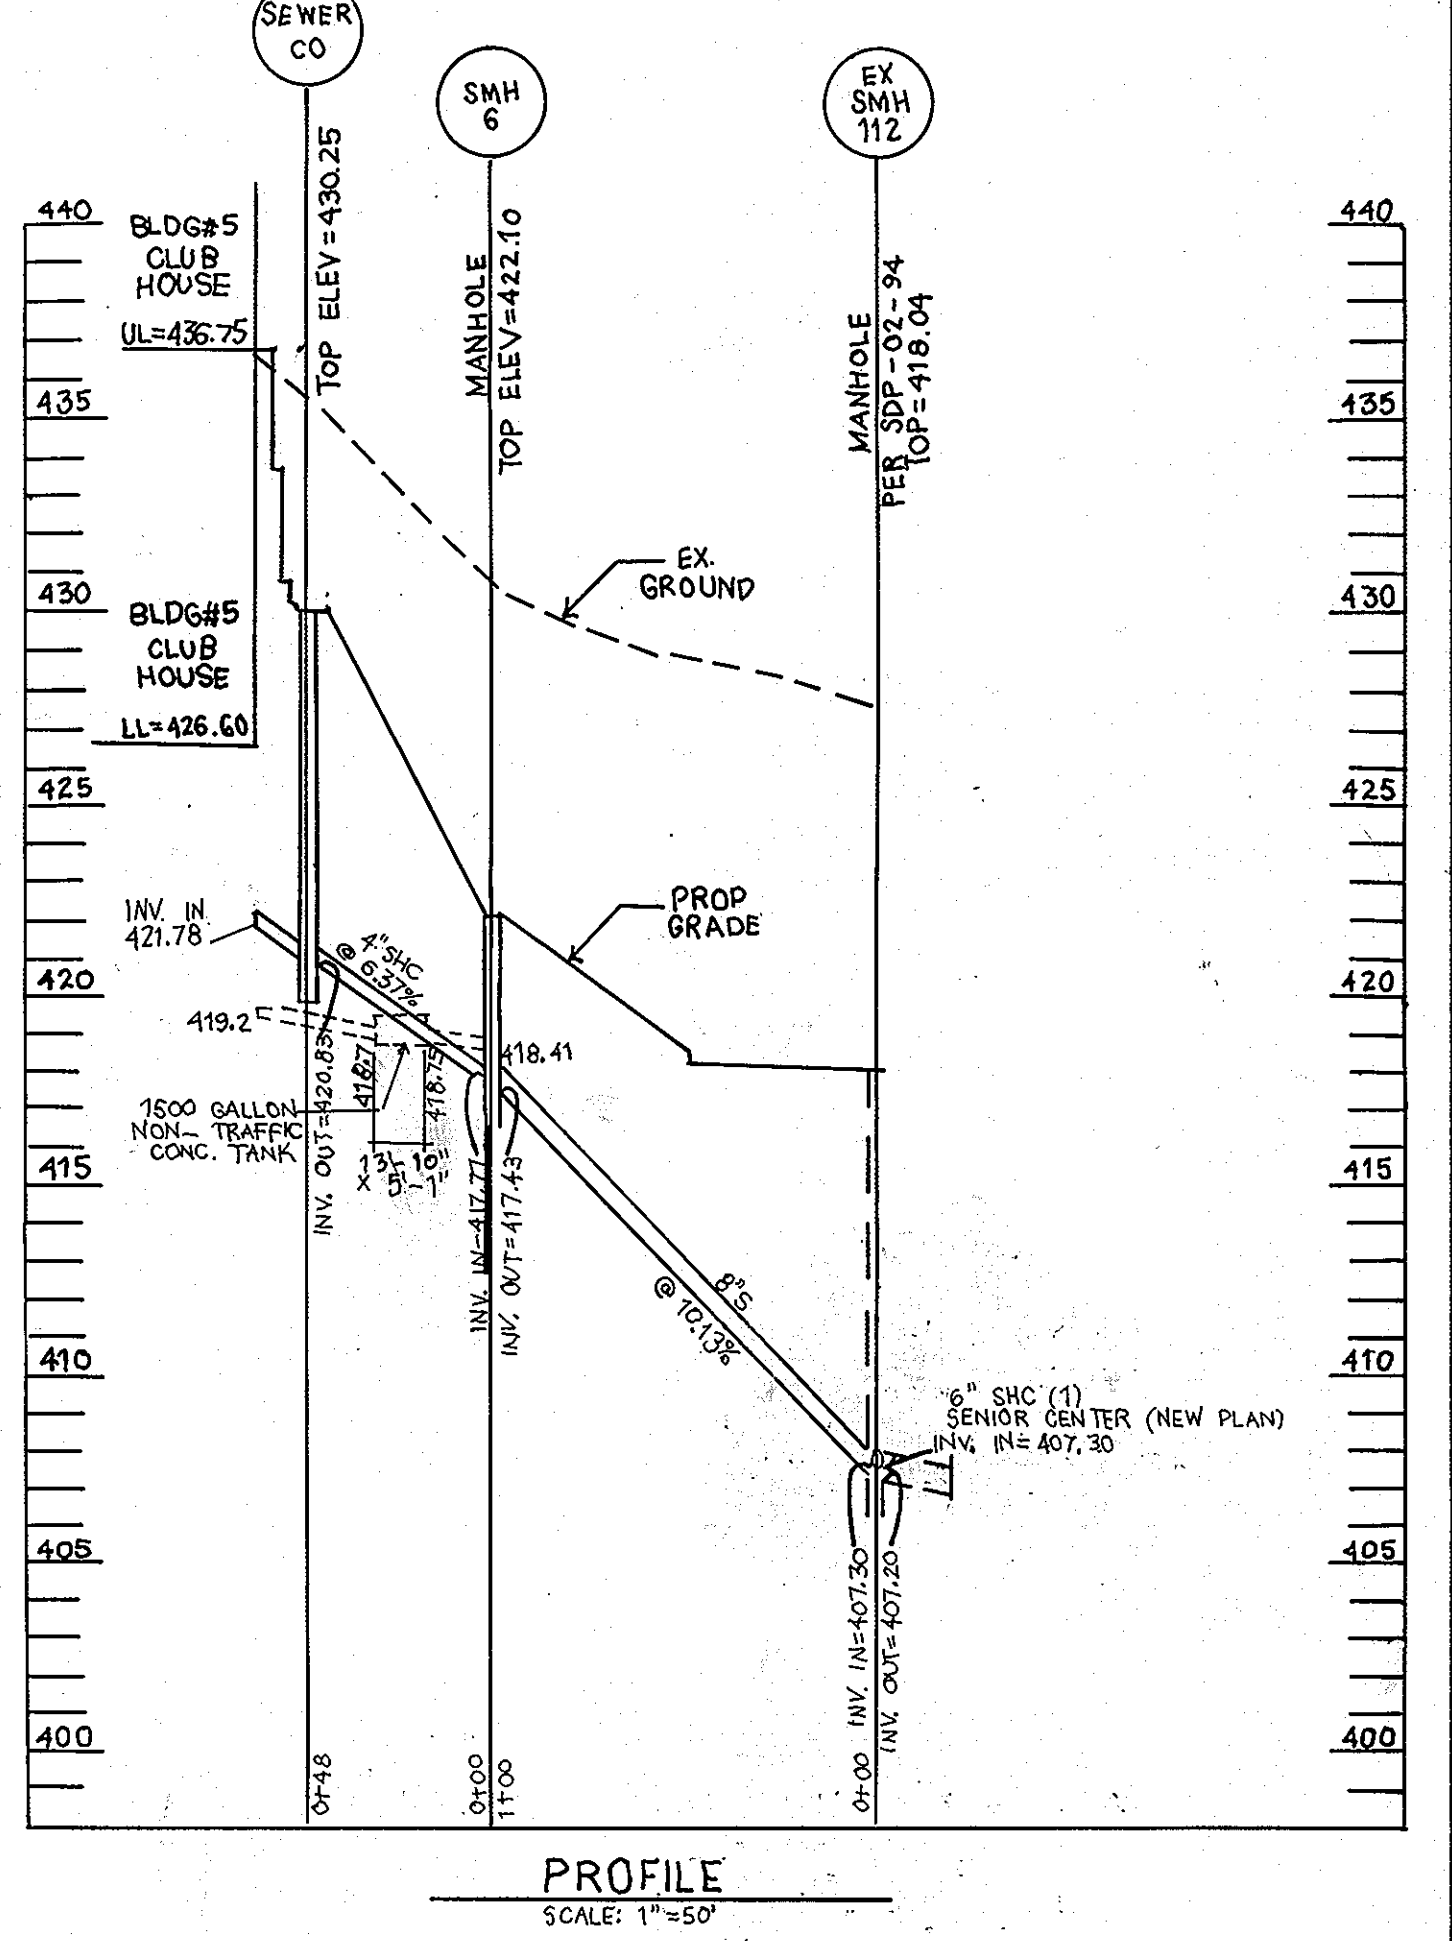 SEWER
CO
SMH
6
EX
SMH
112
TOP ELEV=430.25
MANHOLE
TOP ELEV=422.10
MANHOLE
PER SDP-02-94
TOP=418.04
440
435
430
425
420
415
410
405
400
440
435
430
425
420
415
410
405
400
BLDG#5
CLUB
HOUSE
UL=436.75
BLDG#5
CLUB
HOUSE
LL=426.60
EX.
GROUND
PROP
GRADE
INV. IN
421.78
4" SHC
@ 6.37%
419.2
418.7
418.75
418.41
1500 GALLON
NON- TRAFFIC
CONC. TANK
13'-10"
X 5'-1"
INV. OUT=420.83
INV. IN-417.77
INV. OUT=417.43
8"S
@ 10.13%
6" SHC (1)
SENIOR CENTER (NEW PLAN)
INV. IN=407.30
INV. IN=407.30
INV. OUT=407.20
0+48
0+00
1+00
0+00
PROFILE
SCALE: 1"=50'